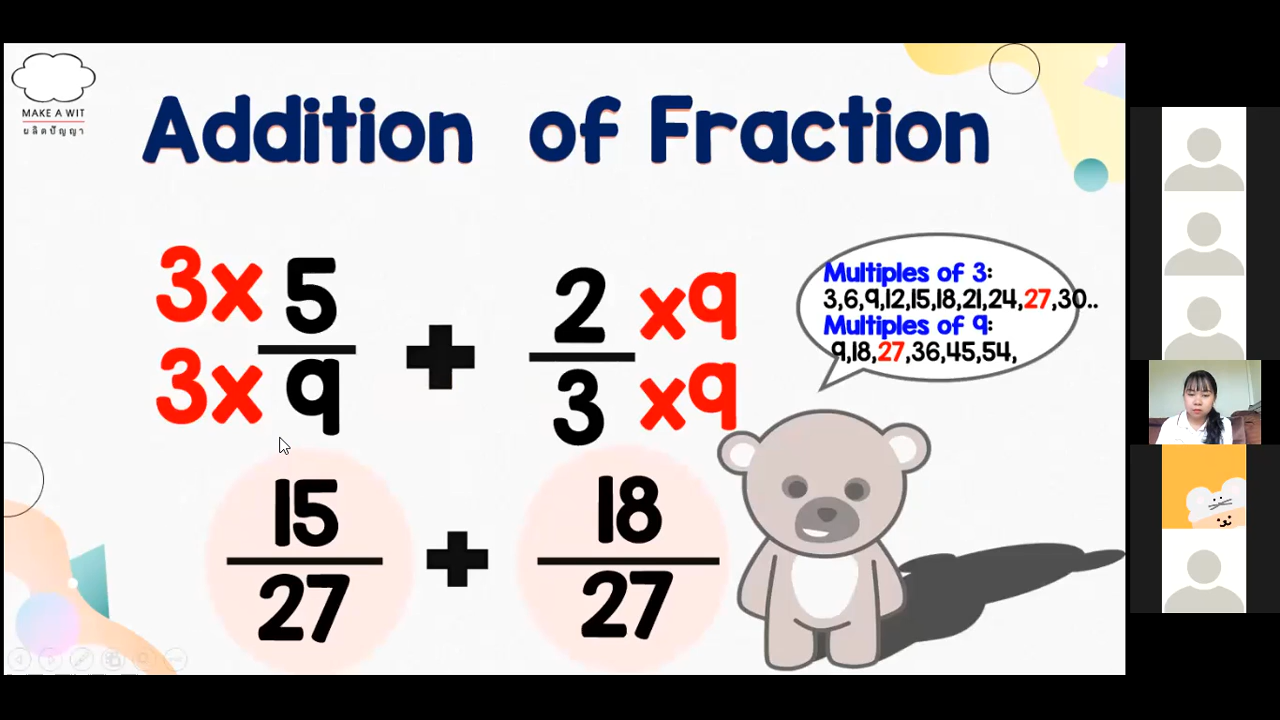 MAKE A WIT
ผลิตปัญญา
Addition of Fraction
3x 5 + 2 x9
3x 9 3 x9
Multiples of 3:
3,6,9,12,15,18,21,24,27,30..
Multiples of 9:
9,18,27,36,45,54,
15 + 18
27 27